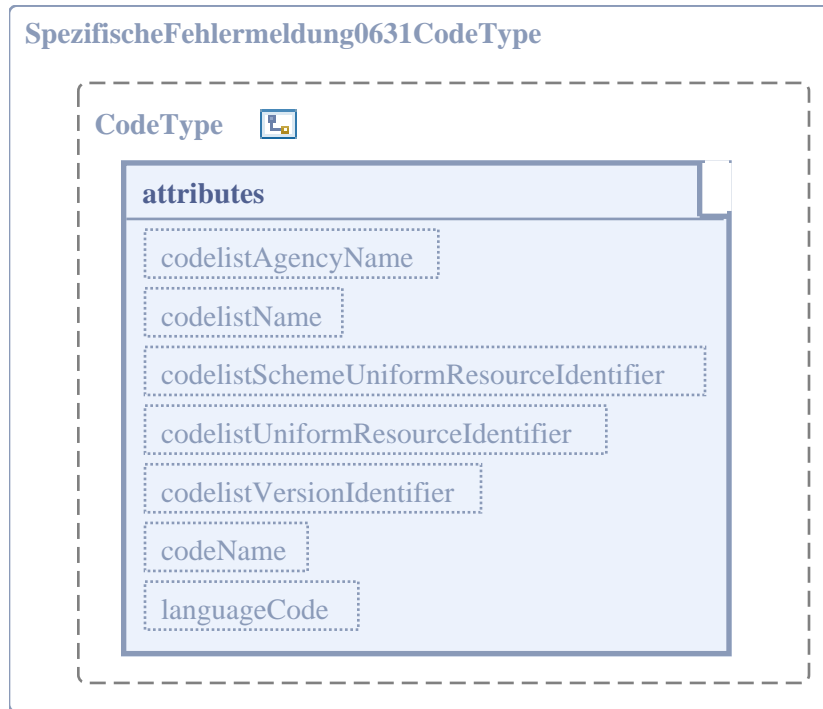 SpezifischeFehlermeldung0631CodeType
CodeType
attributes
codelistAgencyName
codelistName
codelistSchemeUniformResourceIdentifier
codelistUniformResourceIdentifier
codelistVersionIdentifier
codeName
languageCode